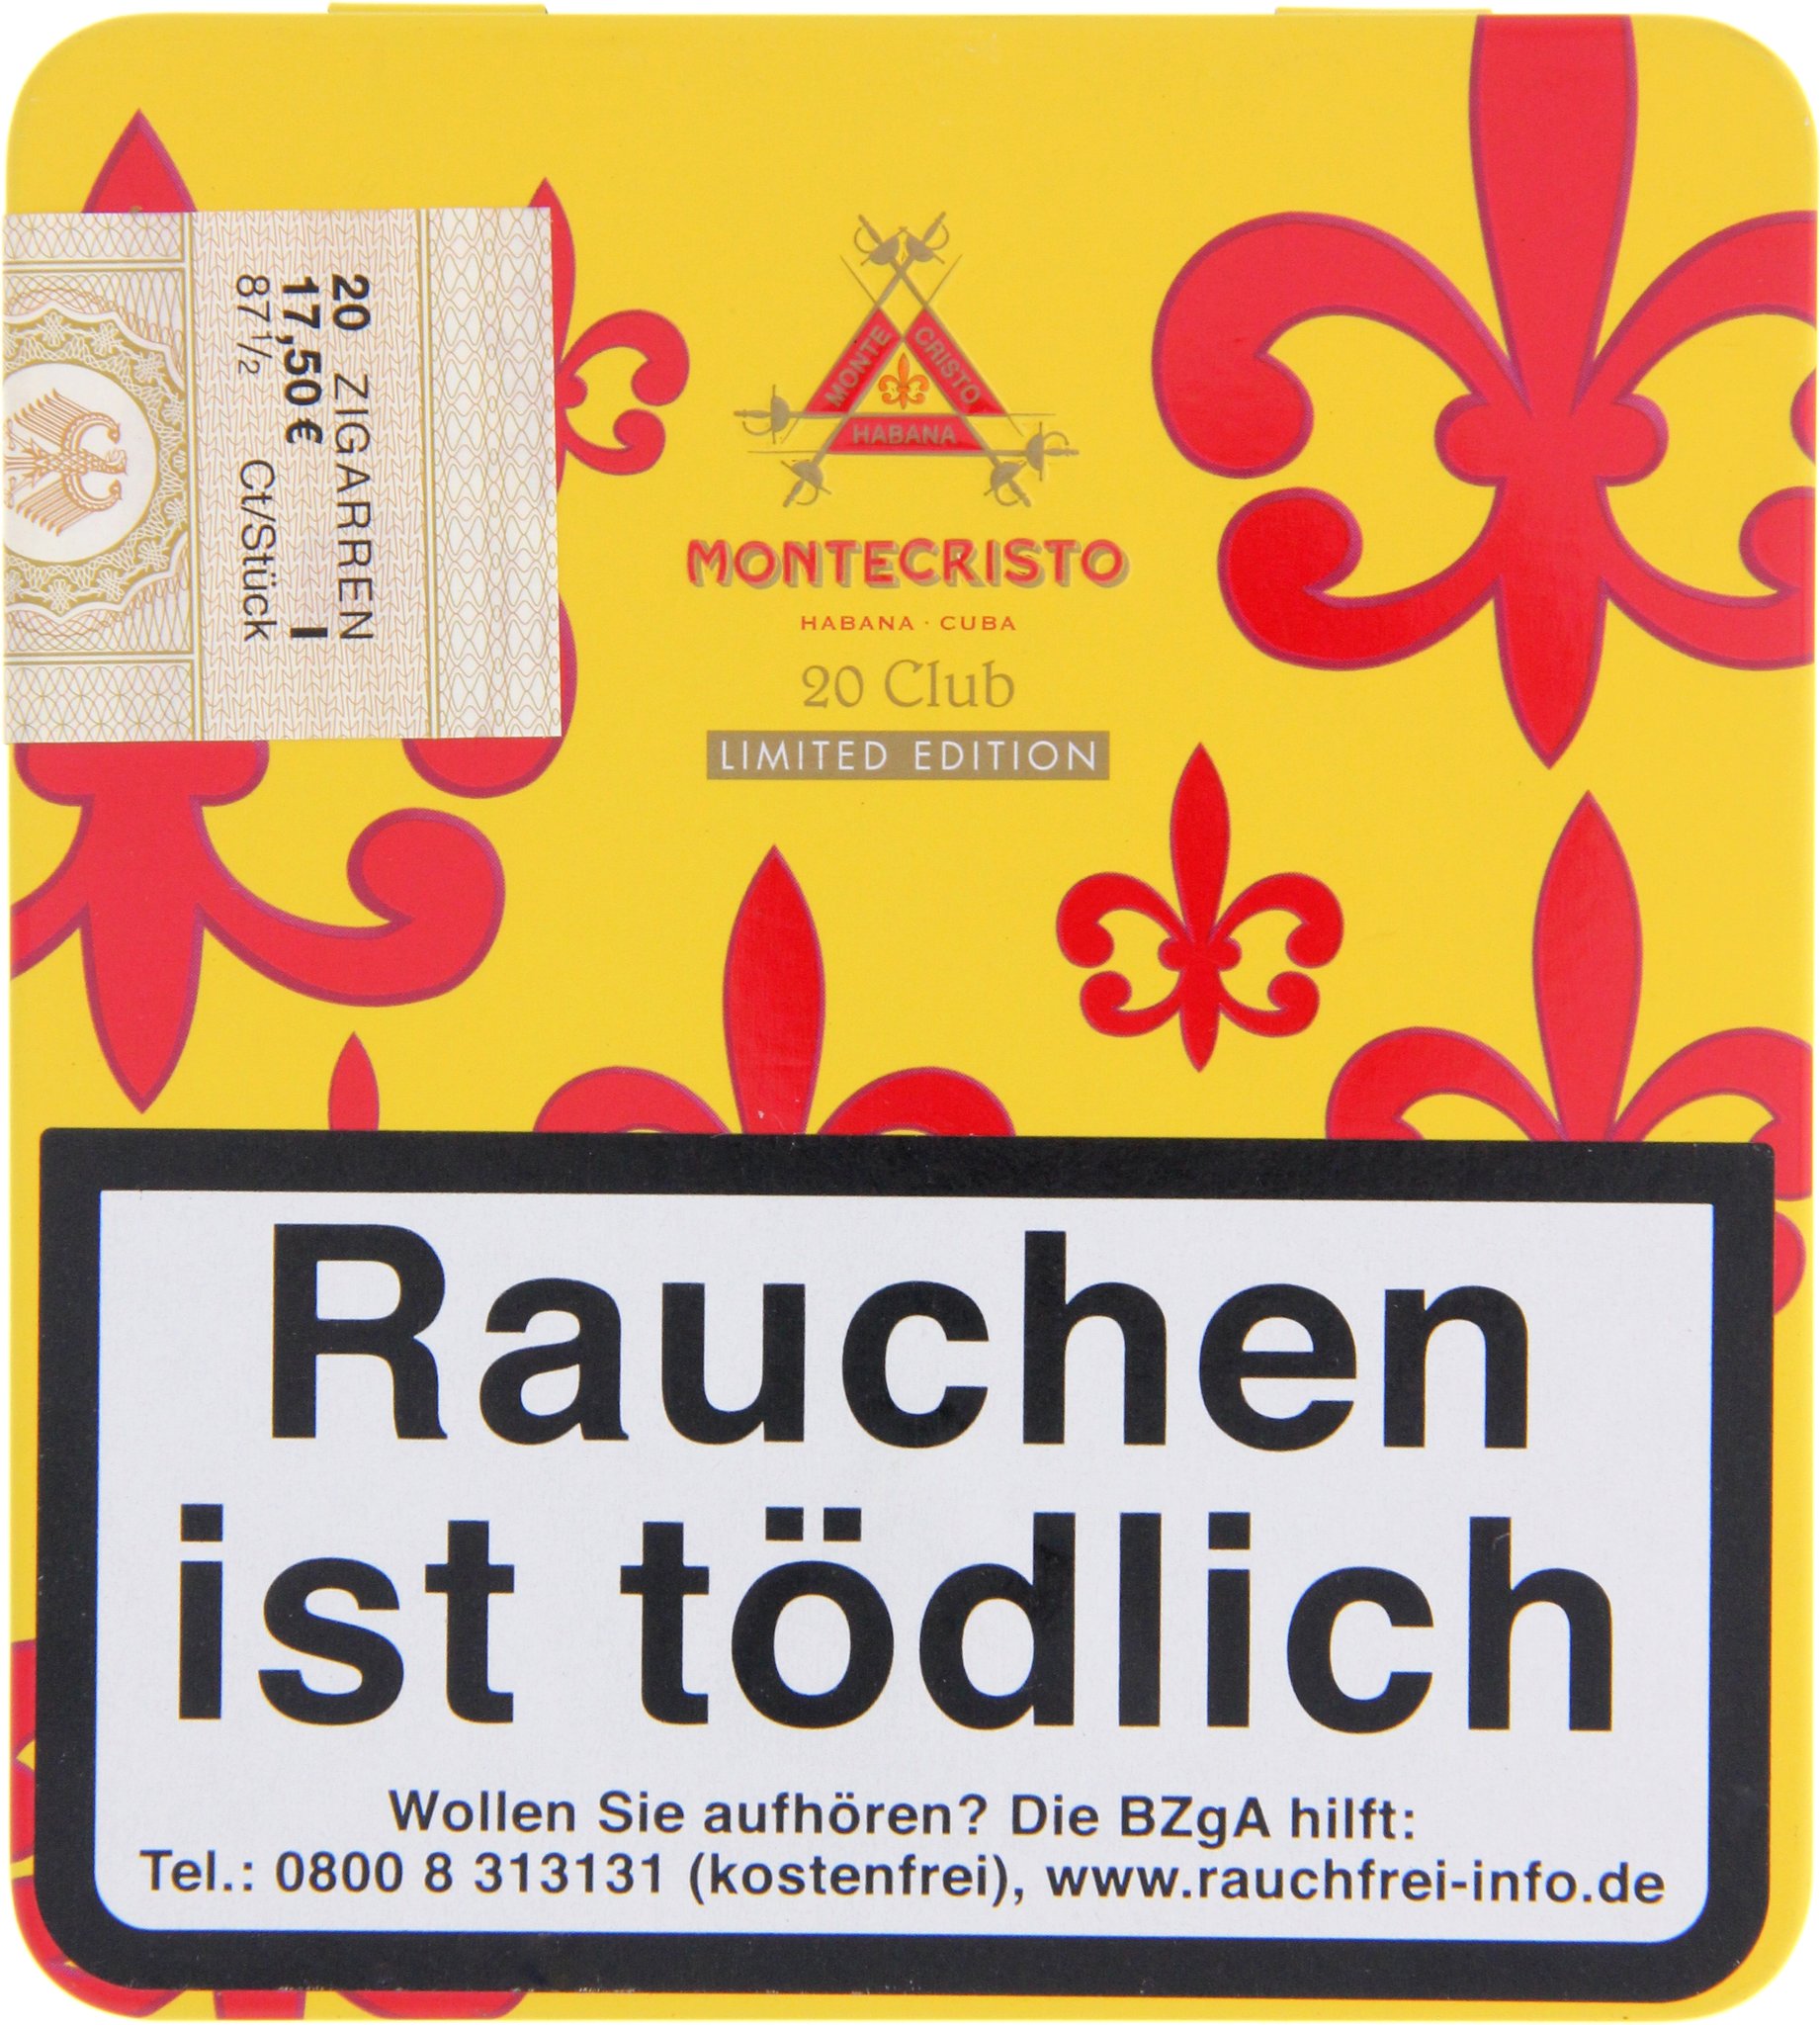 20 ZIGARREN
17,50 € I
87 1/2 Ct/Stück
MONTE
CRISTO
HABANA
MONTECRISTO
HABANA · CUBA
20 Club
LIMITED EDITION
Rauchen
ist tödlich
Wollen Sie aufhören? Die BZgA hilft:
Tel.: 0800 8 313131 (kostenfrei), www.rauchfrei-info.de